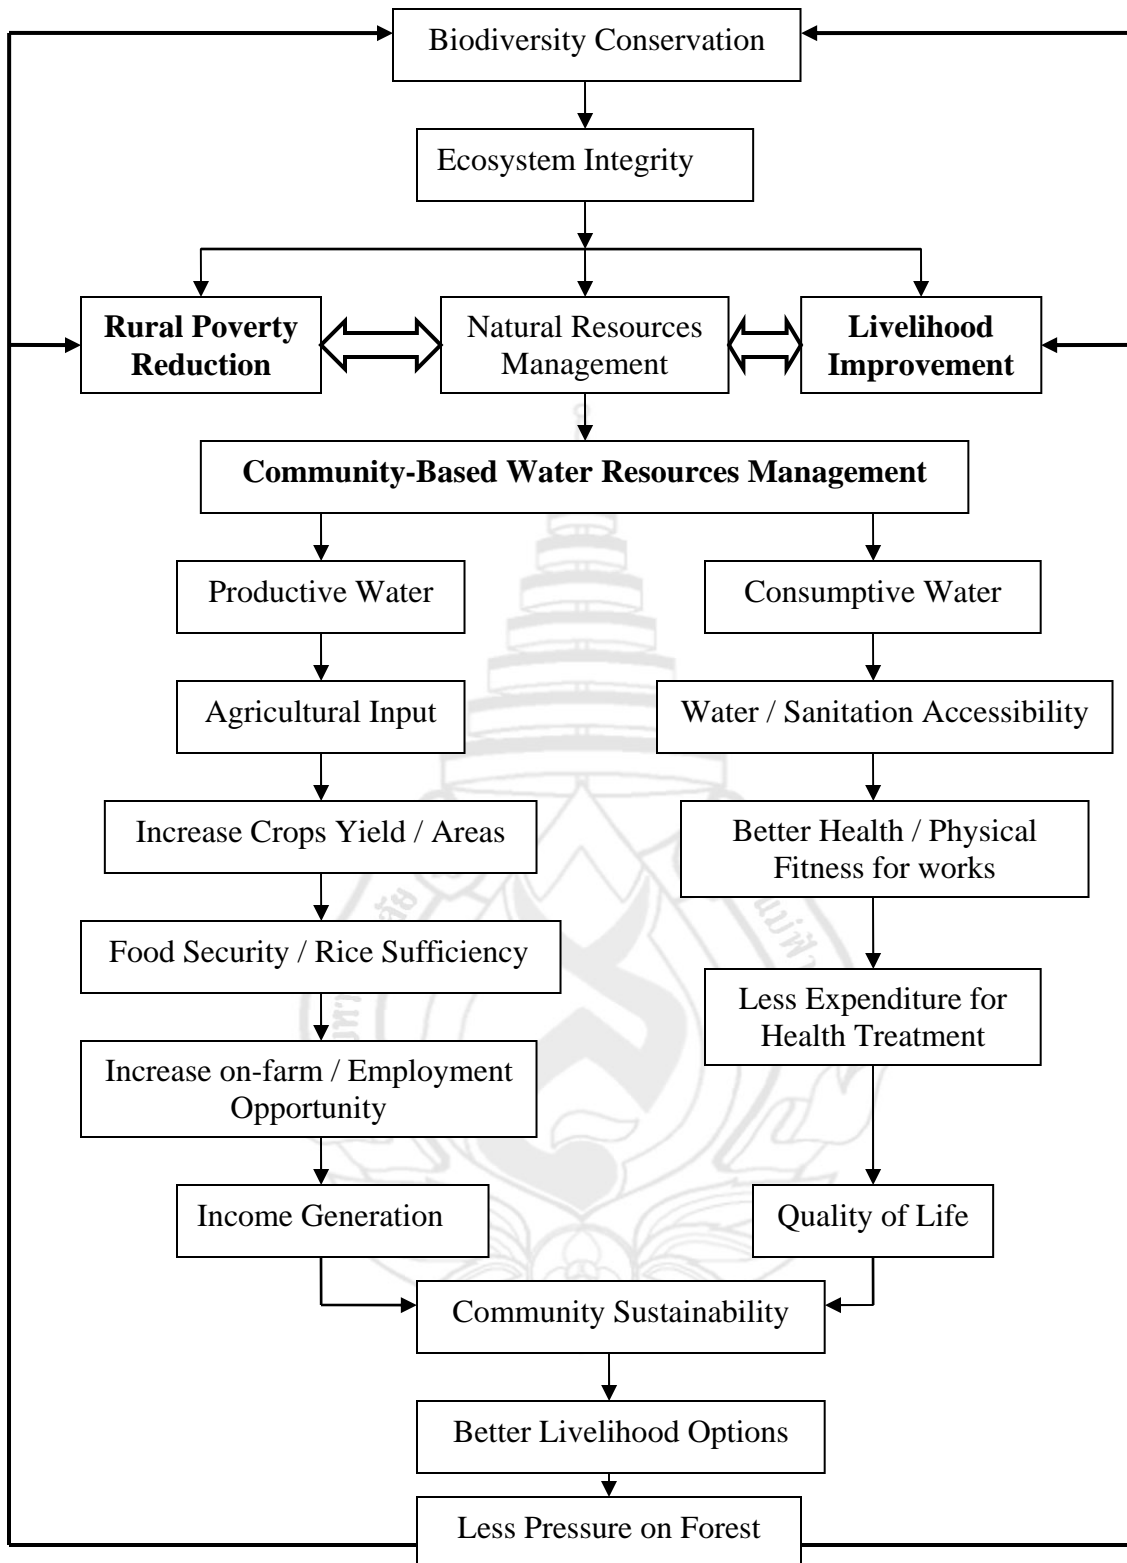 Biodiversity Conservation
Ecosystem Integrity
Rural Poverty
Reduction
Natural Resources
Management
Livelihood
Improvement
Community-Based Water Resources Management
Productive Water
Consumptive Water
Agricultural Input
Water / Sanitation Accessibility
Increase Crops Yield / Areas
Better Health / Physical
Fitness for works
Food Security / Rice Sufficiency
Less Expenditure for
Health Treatment
Increase on-farm / Employment
Opportunity
Income Generation
Quality of Life
Community Sustainability
Better Livelihood Options
Less Pressure on Forest